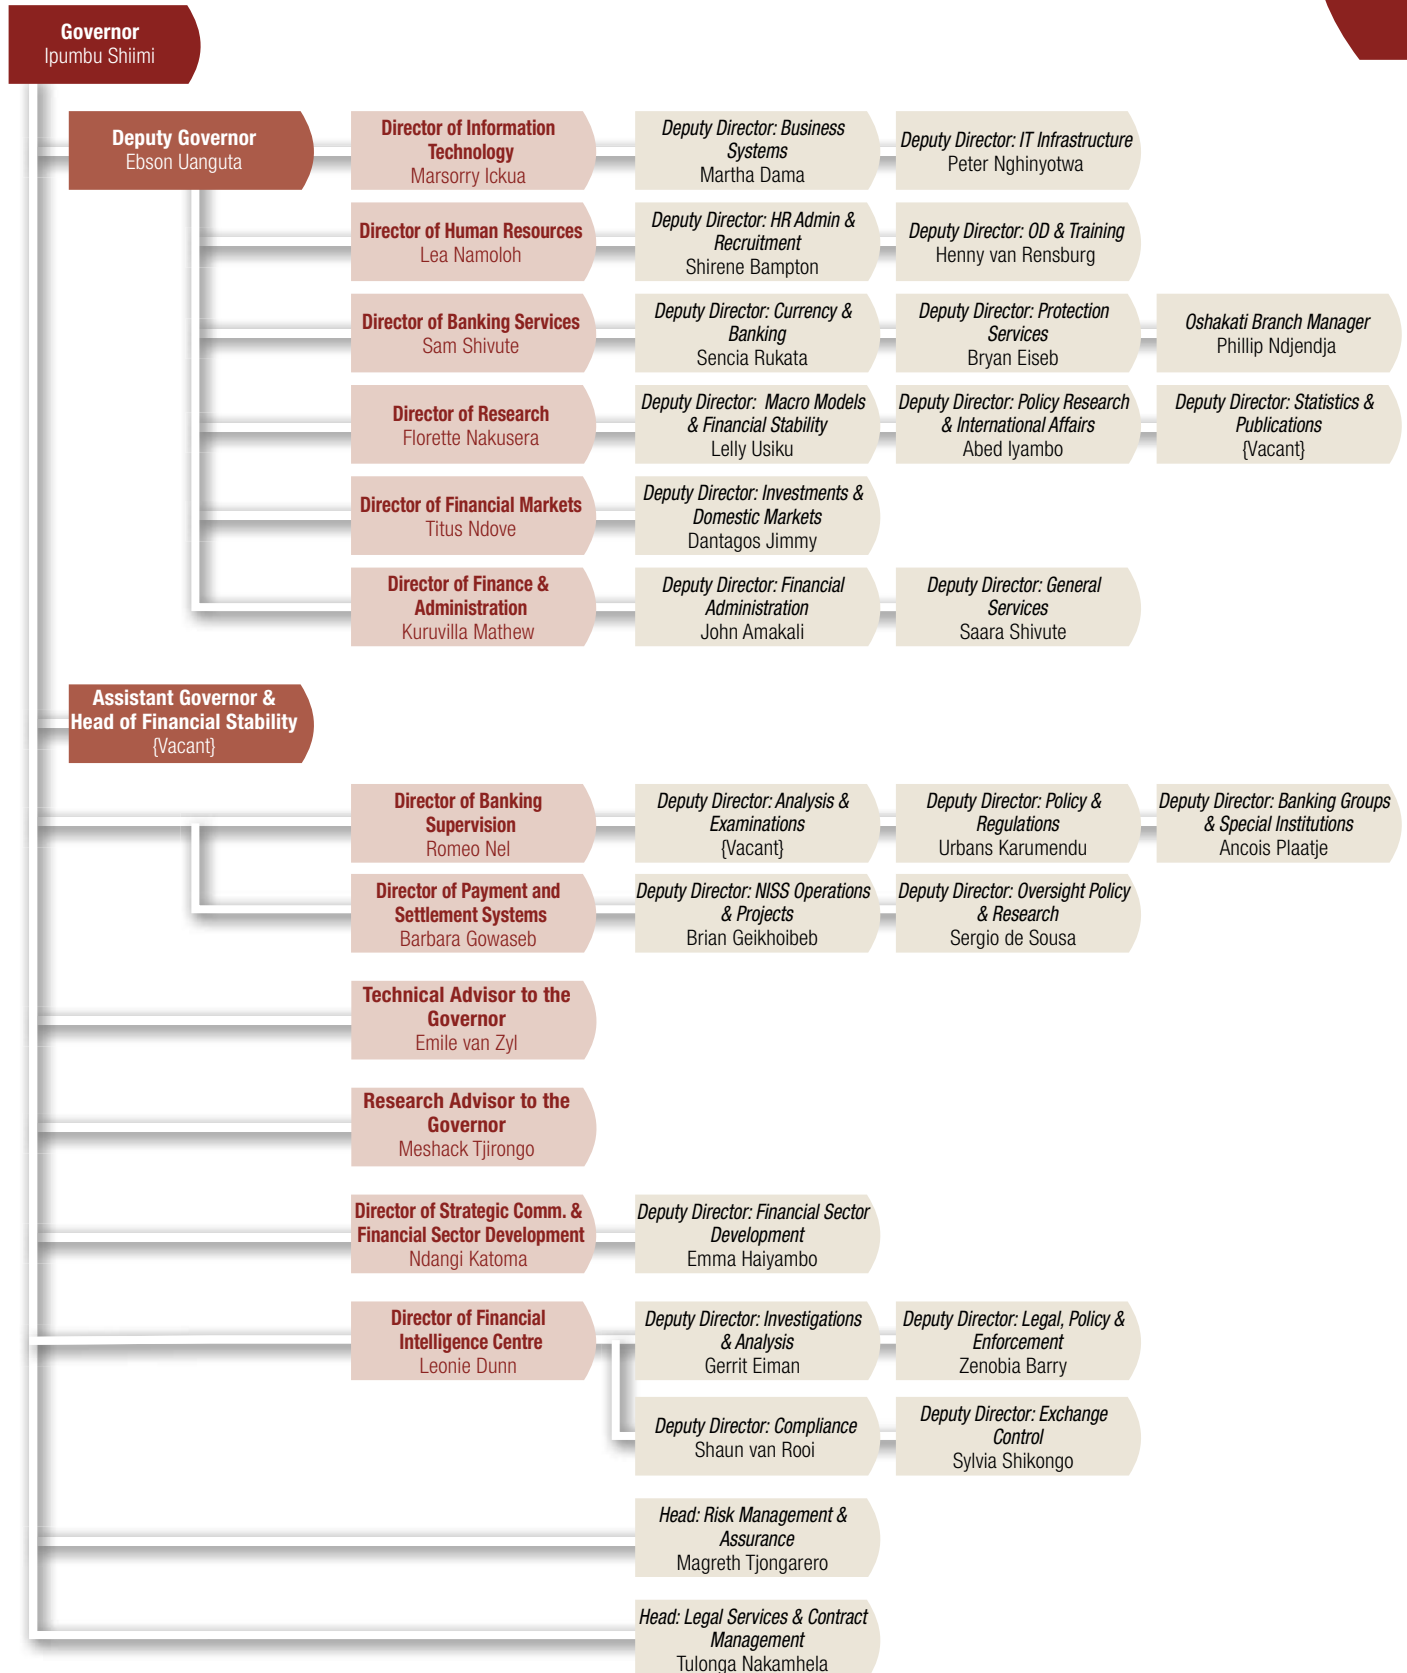 Governor
Ipumbu Shiimi
Deputy Governor
Ebson Uanguta
Director of Information
Technology
Marsorry Ickua
Deputy Director: Business
Systems
Martha Dama
Deputy Director: IT Infrastructure
Peter Nghinyotwa
Director of Human Resources
Lea Namoloh
Deputy Director: HR Admin &
Recruitment
Shirene Bampton
Deputy Director: OD & Training
Henny van Rensburg
Director of Banking Services
Sam Shivute
Deputy Director: Currency &
Banking
Sencia Rukata
Deputy Director: Protection
Services
Bryan Eiseb
Oshakati Branch Manager
Phillip Ndjendja
Director of Research
Florette Nakusera
Deputy Director: Macro Models
& Financial Stability
Lelly Usiku
Deputy Director: Policy Research
& International Affairs
Abed Iyambo
Deputy Director: Statistics &
Publications
{Vacant}
Director of Financial Markets
Titus Ndove
Deputy Director: Investments &
Domestic Markets
Dantagos Jimmy
Director of Finance &
Administration
Kuruvilla Mathew
Deputy Director: Financial
Administration
John Amakali
Deputy Director: General
Services
Saara Shivute
Assistant Governor &
Head of Financial Stability
{Vacant}
Director of Banking
Supervision
Romeo Nel
Deputy Director: Analysis &
Examinations
{Vacant}
Deputy Director: Policy &
Regulations
Urbans Karumendu
Deputy Director: Banking Groups
& Special Institutions
Ancois Plaatje
Director of Payment and
Settlement Systems
Barbara Gowaseb
Deputy Director: NISS Operations
& Projects
Brian Geikhoibeb
Deputy Director: Oversight Policy
& Research
Sergio de Sousa
Technical Advisor to the
Governor
Emile van Zyl
Research Advisor to the
Governor
Meshack Tjirongo
Director of Strategic Comm. &
Financial Sector Development
Ndangi Katoma
Deputy Director: Financial Sector
Development
Emma Haiyambo
Director of Financial
Intelligence Centre
Leonie Dunn
Deputy Director: Investigations
& Analysis
Gerrit Eiman
Deputy Director: Legal, Policy &
Enforcement
Zenobia Barry
Deputy Director: Compliance
Shaun van Rooi
Deputy Director: Exchange
Control
Sylvia Shikongo
Head: Risk Management &
Assurance
Magreth Tjongarero
Head: Legal Services & Contract
Management
Tulonga Nakamhela